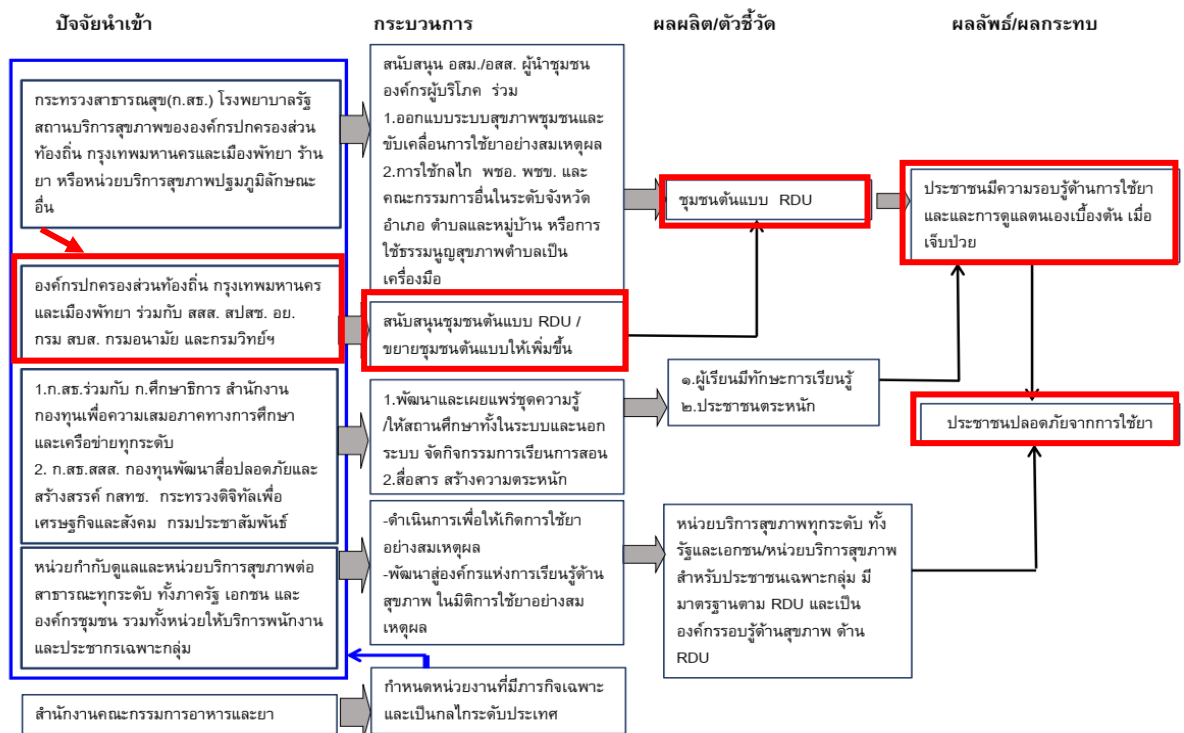 ปัจจัยนำเข้า
กระบวนการ
ผลผลิต/ตัวชี้วัด
ผลลัพธ์/ผลกระทบ
กระทรวงสาธารณสุข(ก.สธ.) โรงพยาบาลรัฐ
สถานบริการสุขภาพขององค์กรปกครองส่วน
ท้องถิ่น กรุงเทพมหานครและเมืองพัทยา ร้าน
ยา หรือหน่วยบริการสุขภาพปฐมภูมิลักษณะ
อื่น
สนับสนุน อสม./อสส. ผู้นำชุมชน
องค์กรผู้บริโภค ร่วม
1.ออกแบบระบบสุขภาพชุมชนและ
ขับเคลื่อนการใช้ยาอย่างสมเหตุผล
2.การใช้กลไก พชอ. พชข. และ
คณะกรรมการอื่นในระดับจังหวัด
อำเภอ ตำบลและหมู่บ้าน หรือการ
ใช้ธรรมนูญสุขภาพตำบลเป็น
เครื่องมือ
ชุมชนต้นแบบ RDU
ประชาชนมีความรอบรู้ด้านการใช้ยา
และและการดูแลตนเองเบื้องต้น เมื่อ
เจ็บป่วย
องค์กรปกครองส่วนท้องถิ่น กรุงเทพมหานคร
และเมืองพัทยา ร่วมกับ สสส. สปสช. อย.
กรม สบส. กรมอนามัย และกรมวิทย์ฯ
สนับสนุนชุมชนต้นแบบ RDU /
ขยายชุมชนต้นแบบให้เพิ่มขึ้น
1.ก.สธ.ร่วมกับ ก.ศึกษาธิการ สำนักงาน
กองทุนเพื่อความเสมอภาคทางการศึกษา
และเครือข่ายทุกระดับ
2. ก.สธ.สสส. กองทุนพัฒนาสื่อปลอดภัยและ
สร้างสรรค์ กสทช. กระทรวงดิจิทัลเพื่อ
เศรษฐกิจและสังคม กรมประชาสัมพันธ์
1.พัฒนาและเผยแพร่ชุดความรู้
/ให้สถานศึกษาทั้งในระบบและนอก
ระบบ จัดกิจกรรมการเรียนการสอน
2.สื่อสาร สร้างความตระหนัก
๑.ผู้เรียนมีทักษะการเรียนรู้
๒.ประชาชนตระหนัก
ประชาชนปลอดภัยจากการใช้ยา
หน่วยกำกับดูแลและหน่วยบริการสุขภาพต่อ
สาธารณะทุกระดับ ทั้งภาครัฐ เอกชน และ
องค์กรชุมชน รวมทั้งหน่วยให้บริการพนักงาน
และประชากรเฉพาะกลุ่ม
-ดำเนินการเพื่อให้เกิดการใช้ยา
อย่างสมเหตุผล
-พัฒนาสู่องค์กรแห่งการเรียนรู้ด้าน
สุขภาพ ในมิติการใช้ยาอย่างสม
เหตุผล
หน่วยบริการสุขภาพทุกระดับ ทั้ง
รัฐและเอกชน/หน่วยบริการสุขภาพ
สำหรับประชาชนเฉพาะกลุ่ม มี
มาตรฐานตาม RDU และเป็น
องค์กรรอบรู้ด้านสุขภาพ ด้าน
RDU
สำนักงานคณะกรรมการอาหารและยา
กำหนดหน่วยงานที่มีภารกิจเฉพาะ
และเป็นกลไกระดับประเทศ